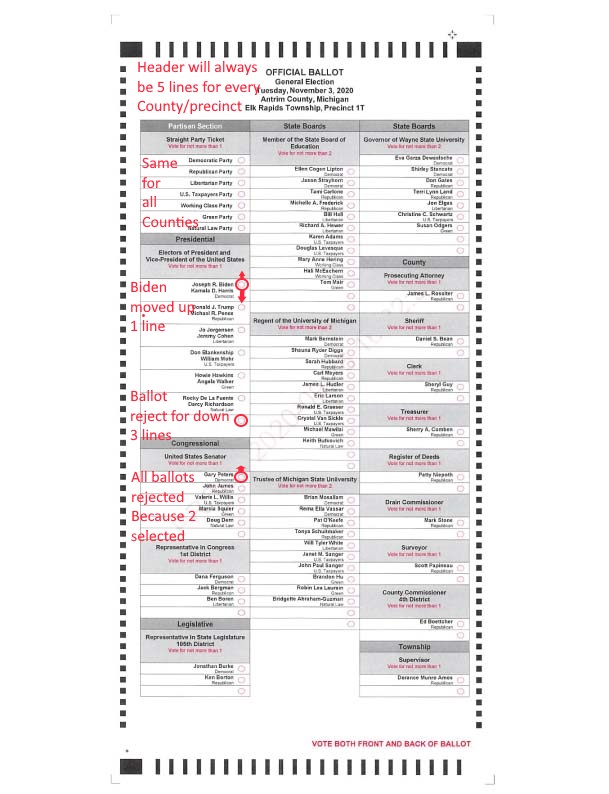 Header will always
be 5 lines for every
County/precinct
OFFICIAL BALLOT
General Election
Tuesday, November 3, 2020
Antrim County, Michigan
Elk Rapids Township, Precinct 1T
Partisan Section
Straight Party Ticket
Vote for not more than 1
Same
for
all
Counties
Democratic Party
Republican Party
Libertarian Party
U.S. Taxpayers Party
Working Class Party
Green Party
Natural Law Party
Presidential
Electors of President and
Vice-President of the United States
Vote for not more than 1
Biden
moved up
1 line
Joseph R. Biden
Kamala D. Harris
Democrat
Donald J. Trump
Michael R. Pence
Republican
Jo Jorgensen
Jeremy Cohen
Libertarian
Don Blankenship
William Mohr
U.S. Taxpayers
Howie Hawkins
Angela Walker
Green
Ballot
reject for down
3 lines
Rocky De La Fuente
Darcy Richardson
Natural Law
Congressional
United States Senator
Vote for not more than 1
All ballots
rejected
Because 2
selected
Gary Peters
Democrat
John James
Republican
Valerie L. Willis
U.S. Taxpayers
Marcia Squier
Green
Doug Dern
Natural Law
Representative in Congress
1st District
Vote for not more than 1
Dana Ferguson
Democrat
Jack Bergman
Republican
Ben Boren
Libertarian
Legislative
Representative in State Legislature
105th District
Vote for not more than 1
Jonathan Burke
Democrat
Ken Borton
Republican
State Boards
Member of the State Board of
Education
Vote for not more than 2
Ellen Cogen Lipton
Democrat
Jason Strayhorn
Democrat
Tami Carlone
Republican
Michelle A. Frederick
Republican
Bill Hall
Libertarian
Richard A. Hewer
Libertarian
Karen Adams
U.S. Taxpayers
Douglas Levesque
U.S. Taxpayers
Mary Anne Hering
Working Class
Hali McEachern
Working Class
Tom Mair
Green
Regent of the University of Michigan
Vote for not more than 2
Mark Bernstein
Democrat
Shauna Ryder Diggs
Democrat
Sarah Hubbard
Republican
Carl Meyers
Republican
James L. Hudler
Libertarian
Eric Larson
Libertarian
Ronald E. Graeser
U.S. Taxpayers
Crystal Van Sickle
U.S. Taxpayers
Michael Mawilai
Green
Keith Butkovich
Natural Law
Trustee of Michigan State University
Vote for not more than 2
Brian Mosallam
Democrat
Rema Ella Vassar
Democrat
Pat O'Keefe
Republican
Tonya Schuitmaker
Republican
Will Tyler White
Libertarian
Janet M. Sanger
U.S. Taxpayers
John Paul Sanger
U.S. Taxpayers
Brandon Hu
Green
Robin Lea Laurain
Green
Bridgette Abraham-Guzman
Natural Law
State Boards
Governor of Wayne State University
Vote for not more than 2
Eva Garza Dewaelsche
Democrat
Shirley Stancato
Democrat
Don Gates
Republican
Terri Lynn Land
Republican
Jon Elgas
Libertarian
Christine C. Schwartz
U.S. Taxpayers
Susan Odgers
Green
County
Prosecuting Attorney
Vote for not more than 1
James L. Rossiter
Republican
Sheriff
Vote for not more than 1
Daniel S. Bean
Republican
Clerk
Vote for not more than 1
Sheryl Guy
Republican
Treasurer
Vote for not more than 1
Sherry A. Comben
Republican
Register of Deeds
Vote for not more than 1
Patty Niepoth
Republican
Drain Commissioner
Vote for not more than 1
Mark Stone
Republican
Surveyor
Vote for not more than 1
Scott Papineau
Republican
County Commissioner
4th District
Vote for not more than 1
Ed Boettcher
Republican
Township
Supervisor
Vote for not more than 1
Dorance Munro Amos
Republican
VOTE BOTH FRONT AND BACK OF BALLOT